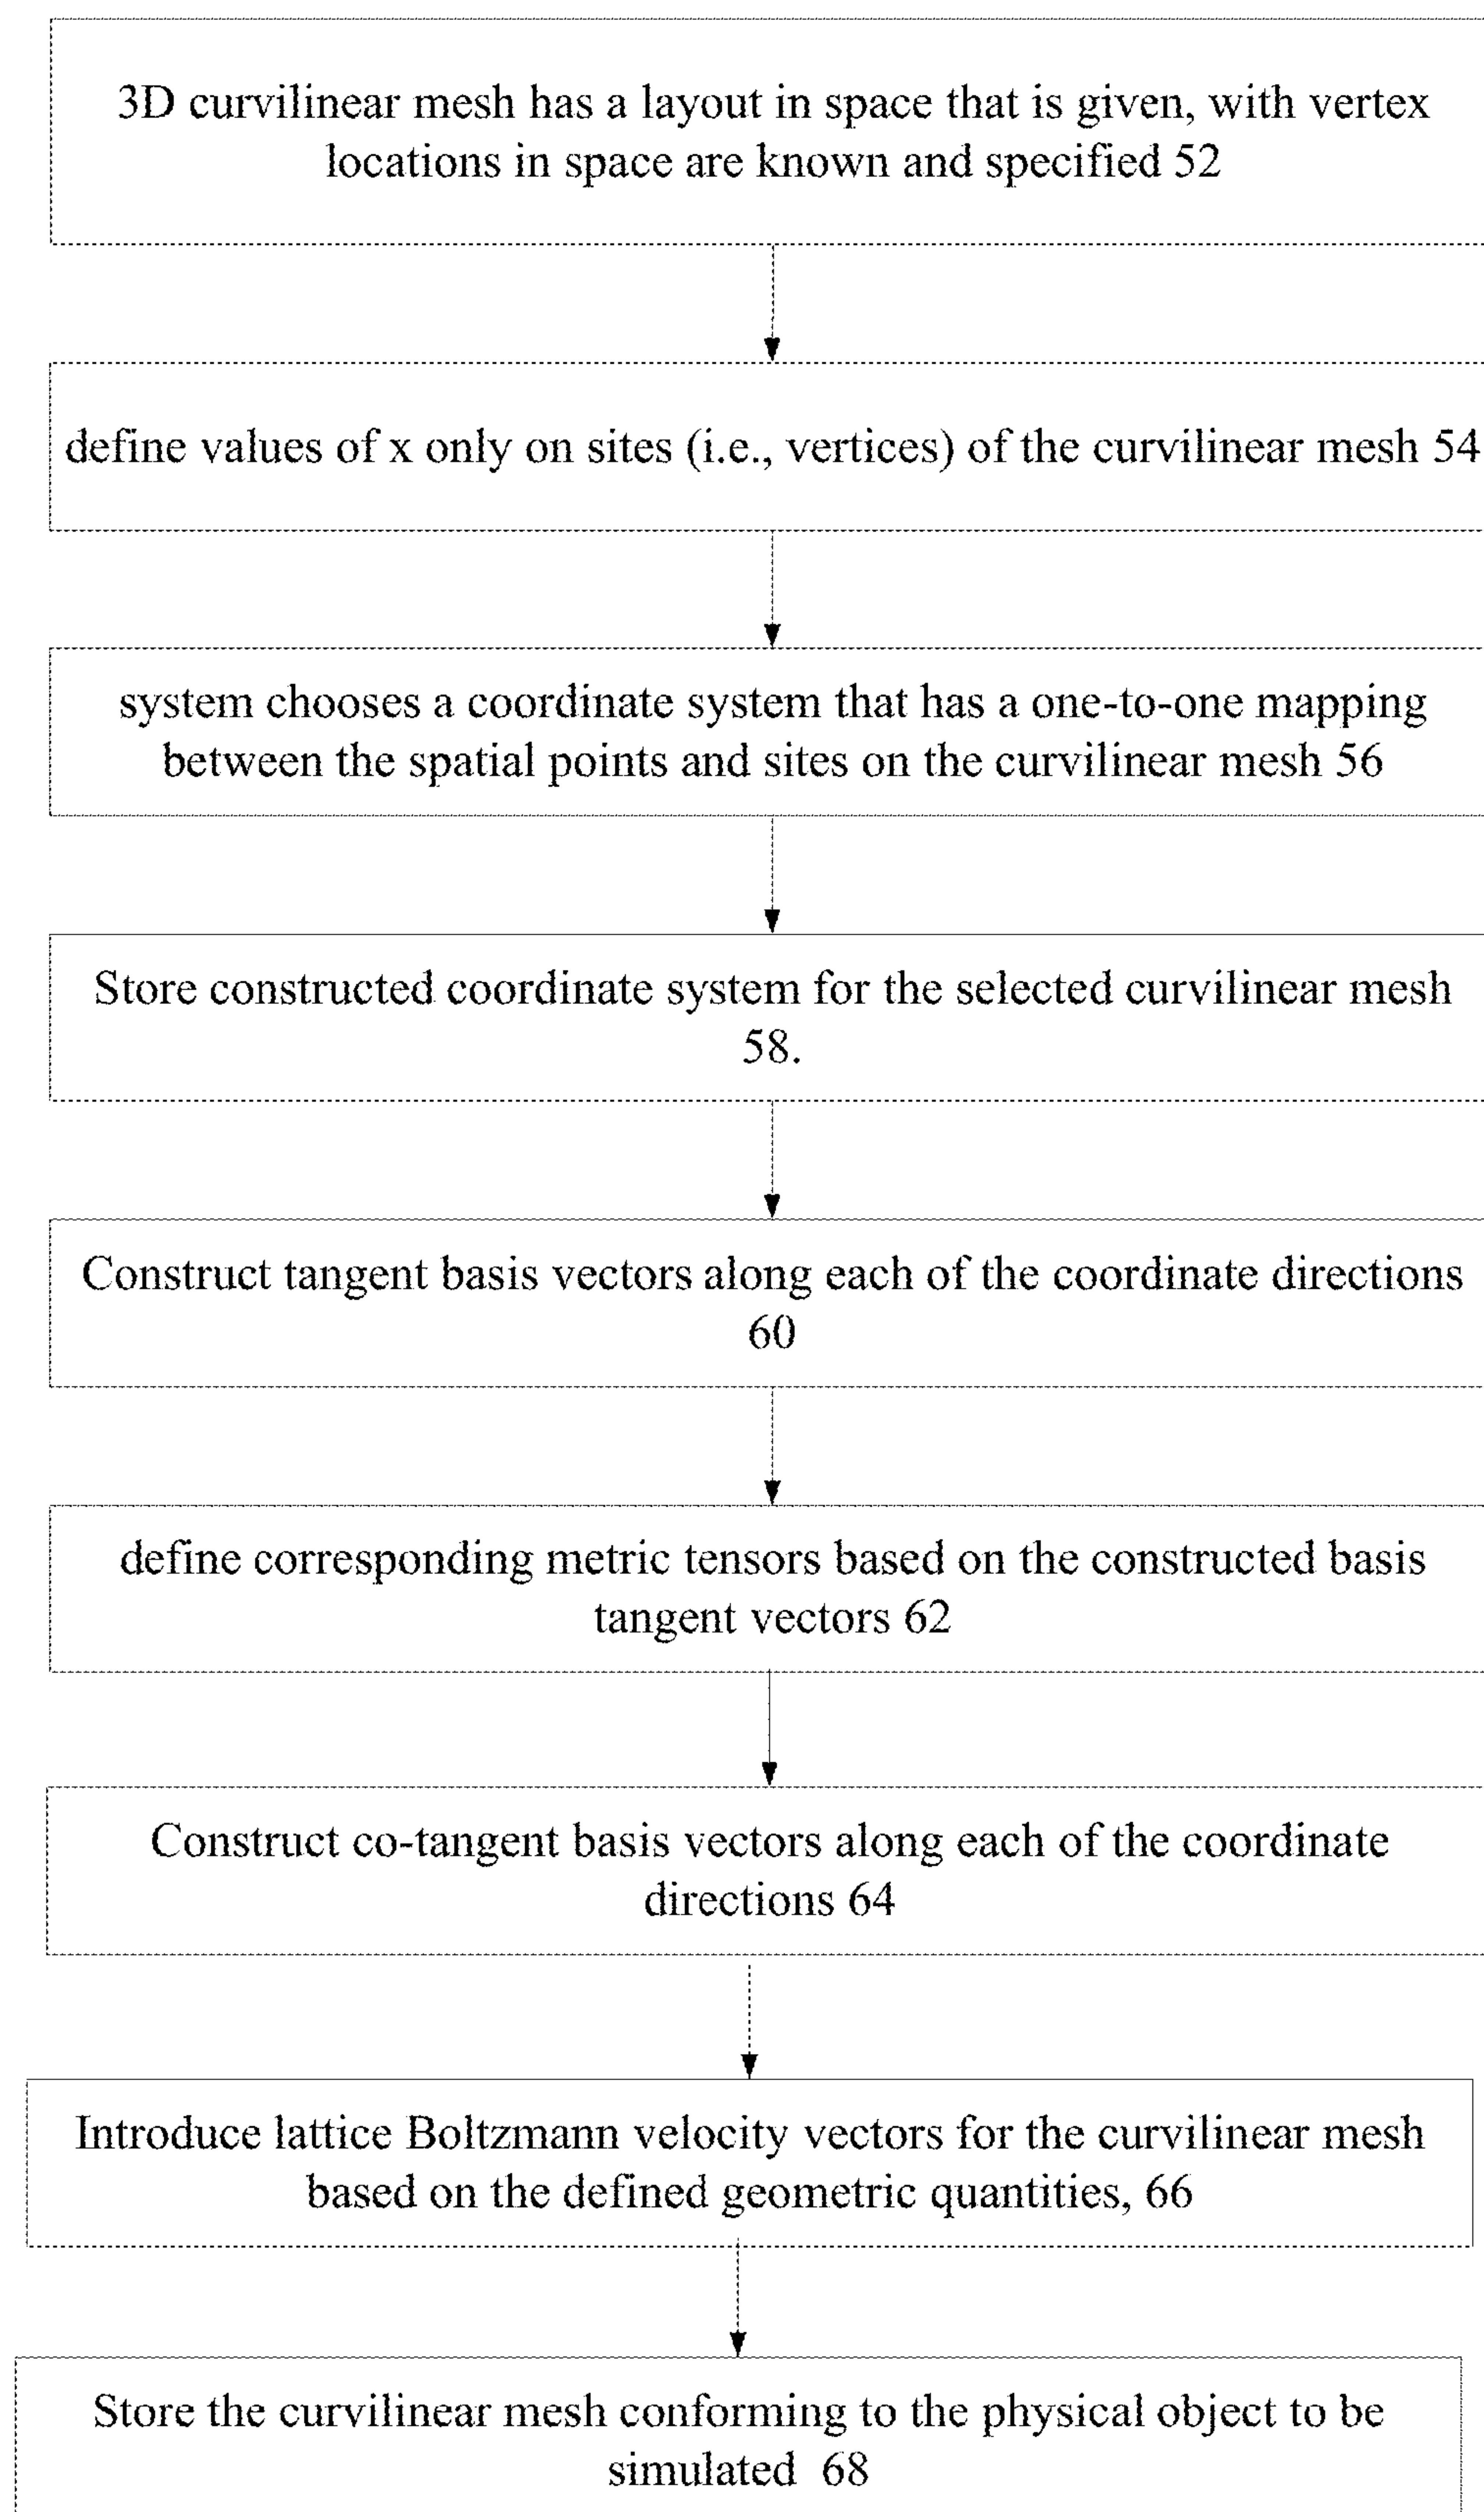 3D curvilinear mesh has a layout in space that is given, with vertex
locations in space are known and specified 52
define values of x only on sites (i.e., vertices) of the curvilinear mesh 54
system chooses a coordinate system that has a one-to-one mapping
between the spatial points and sites on the curvilinear mesh 56
Store constructed coordinate system for the selected curvilinear mesh
58.
Construct tangent basis vectors along each of the coordinate directions
60
define corresponding metric tensors based on the constructed basis
tangent vectors 62
Construct co-tangent basis vectors along each of the coordinate
directions 64
Introduce lattice Boltzmann velocity vectors for the curvilinear mesh
based on the defined geometric quantities, 66
Store the curvilinear mesh conforming to the physical object to be
simulated 68